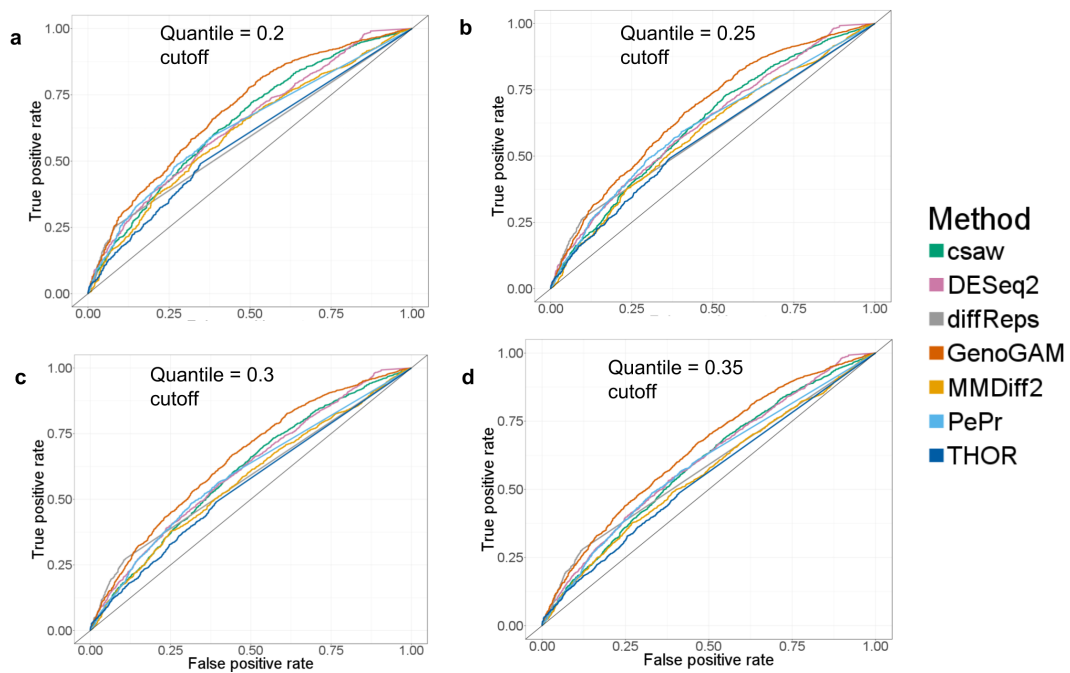 a
Quantile = 0.2
cutoff
True positive rate
1.00
0.75
0.50
0.25
0.00
0.00 0.25 0.50 0.75 1.00
b
Quantile = 0.25
cutoff
True positive rate
1.00
0.75
0.50
0.25
0.00
0.00 0.25 0.50 0.75 1.00
c
Quantile = 0.3
cutoff
True positive rate
1.00
0.75
0.50
0.25
0.00
0.00 0.25 0.50 0.75 1.00
False positive rate
d
Quantile = 0.35
cutoff
True positive rate
1.00
0.75
0.50
0.25
0.00
0.00 0.25 0.50 0.75 1.00
False positive rate
Method
csaw
DESeq2
diffReps
GenoGAM
MMDiff2
PePr
THOR